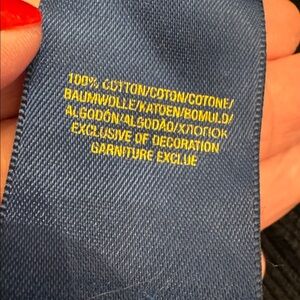 100% COTTON/COTON/COTONE/
BAUMWOLLE/KATOEN/BOMULD/
ALGODÓN/ALGODÃO/ХЛОПОК
EXCLUSIVE OF DECORATION
GARNITURE EXCLUE